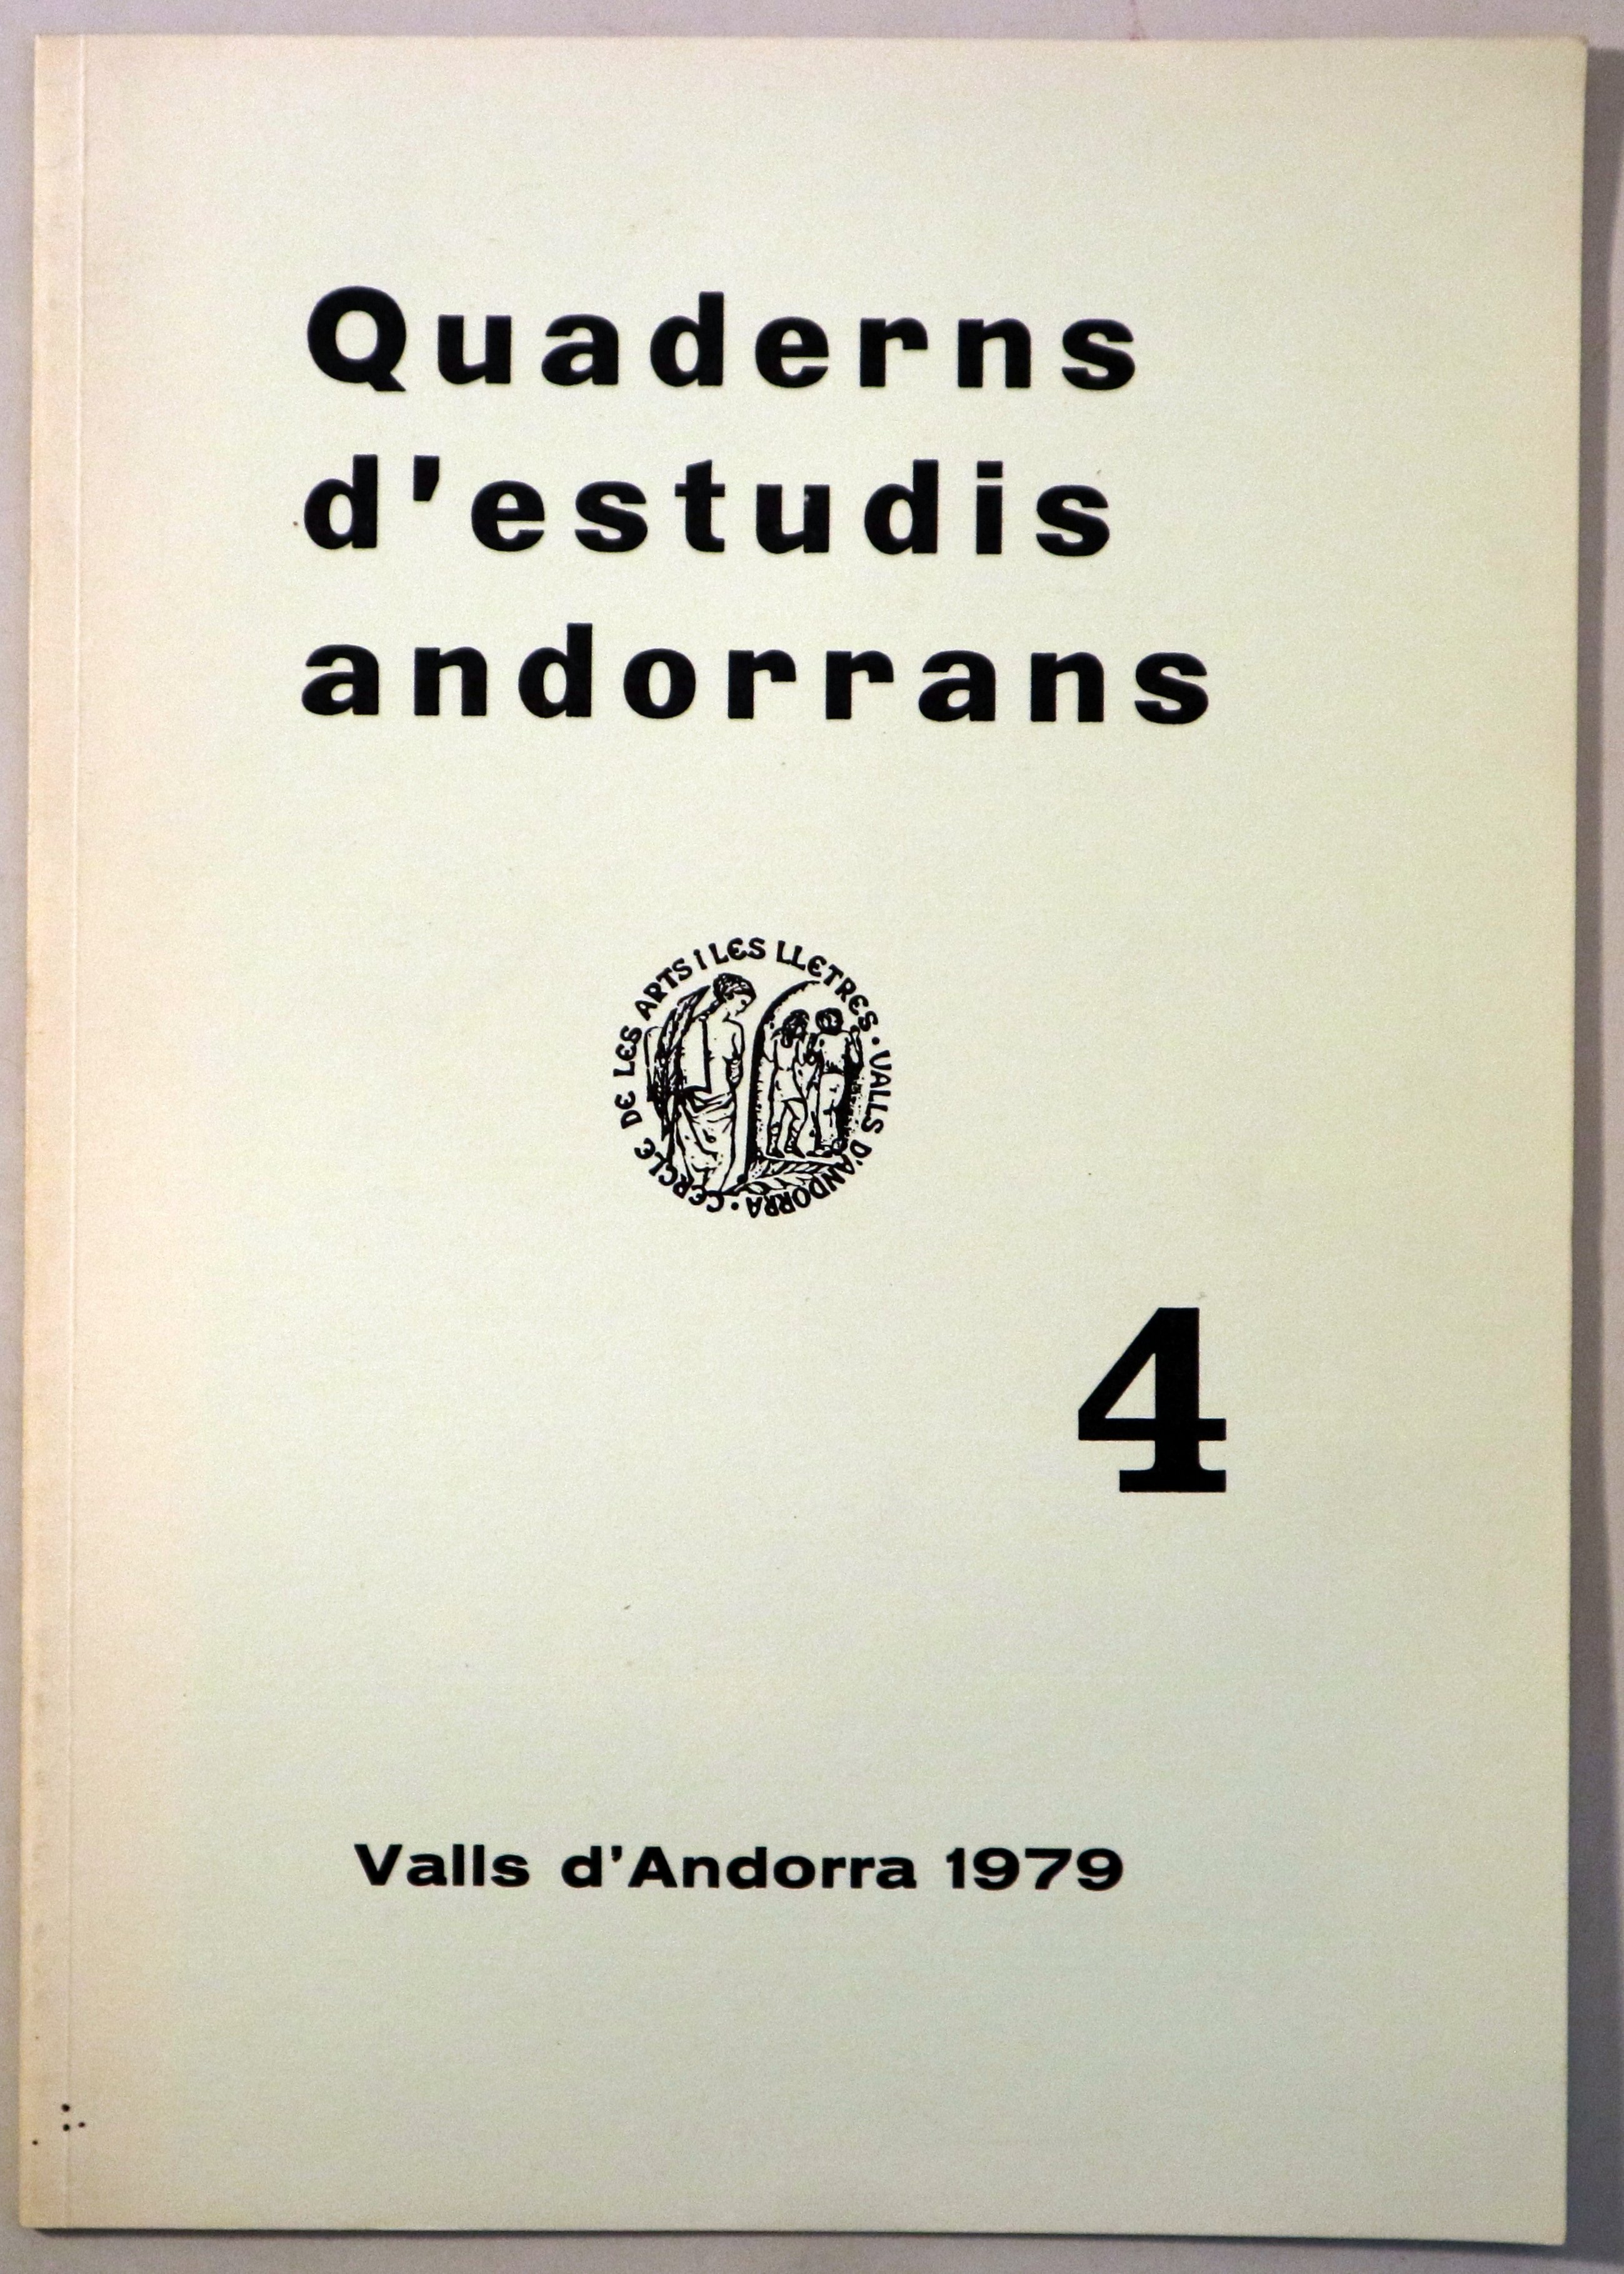 Quaderns
d'estudis
andorrans
CERCLE DE LES ARTS I LES LLETRES · VALLS D'ANDORRA ·
4
Valls d'Andorra 1979